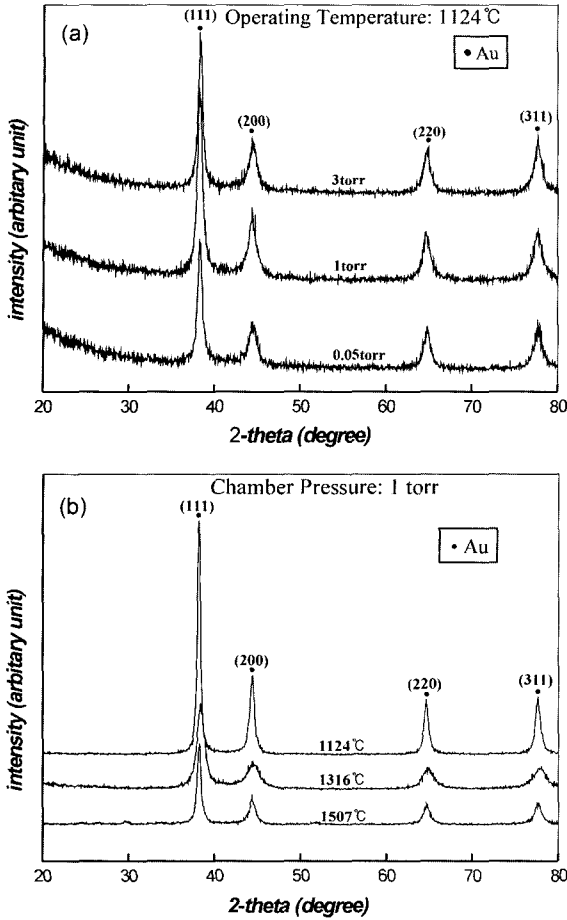 (a)
(111)
Operating Temperature: 1124℃
• Au
(200)
(220)
(311)
3torr
1torr
0.05torr
intensity (arbitary unit)
20 30 40 50 60 70 80
2-theta (degree)
Chamber Pressure: 1 torr
(b)
(111)
• Au
(200)
(220)
(311)
1124℃
1316℃
1507℃
intensity (arbitary unit)
20 30 40 50 60 70 80
2-theta (degree)